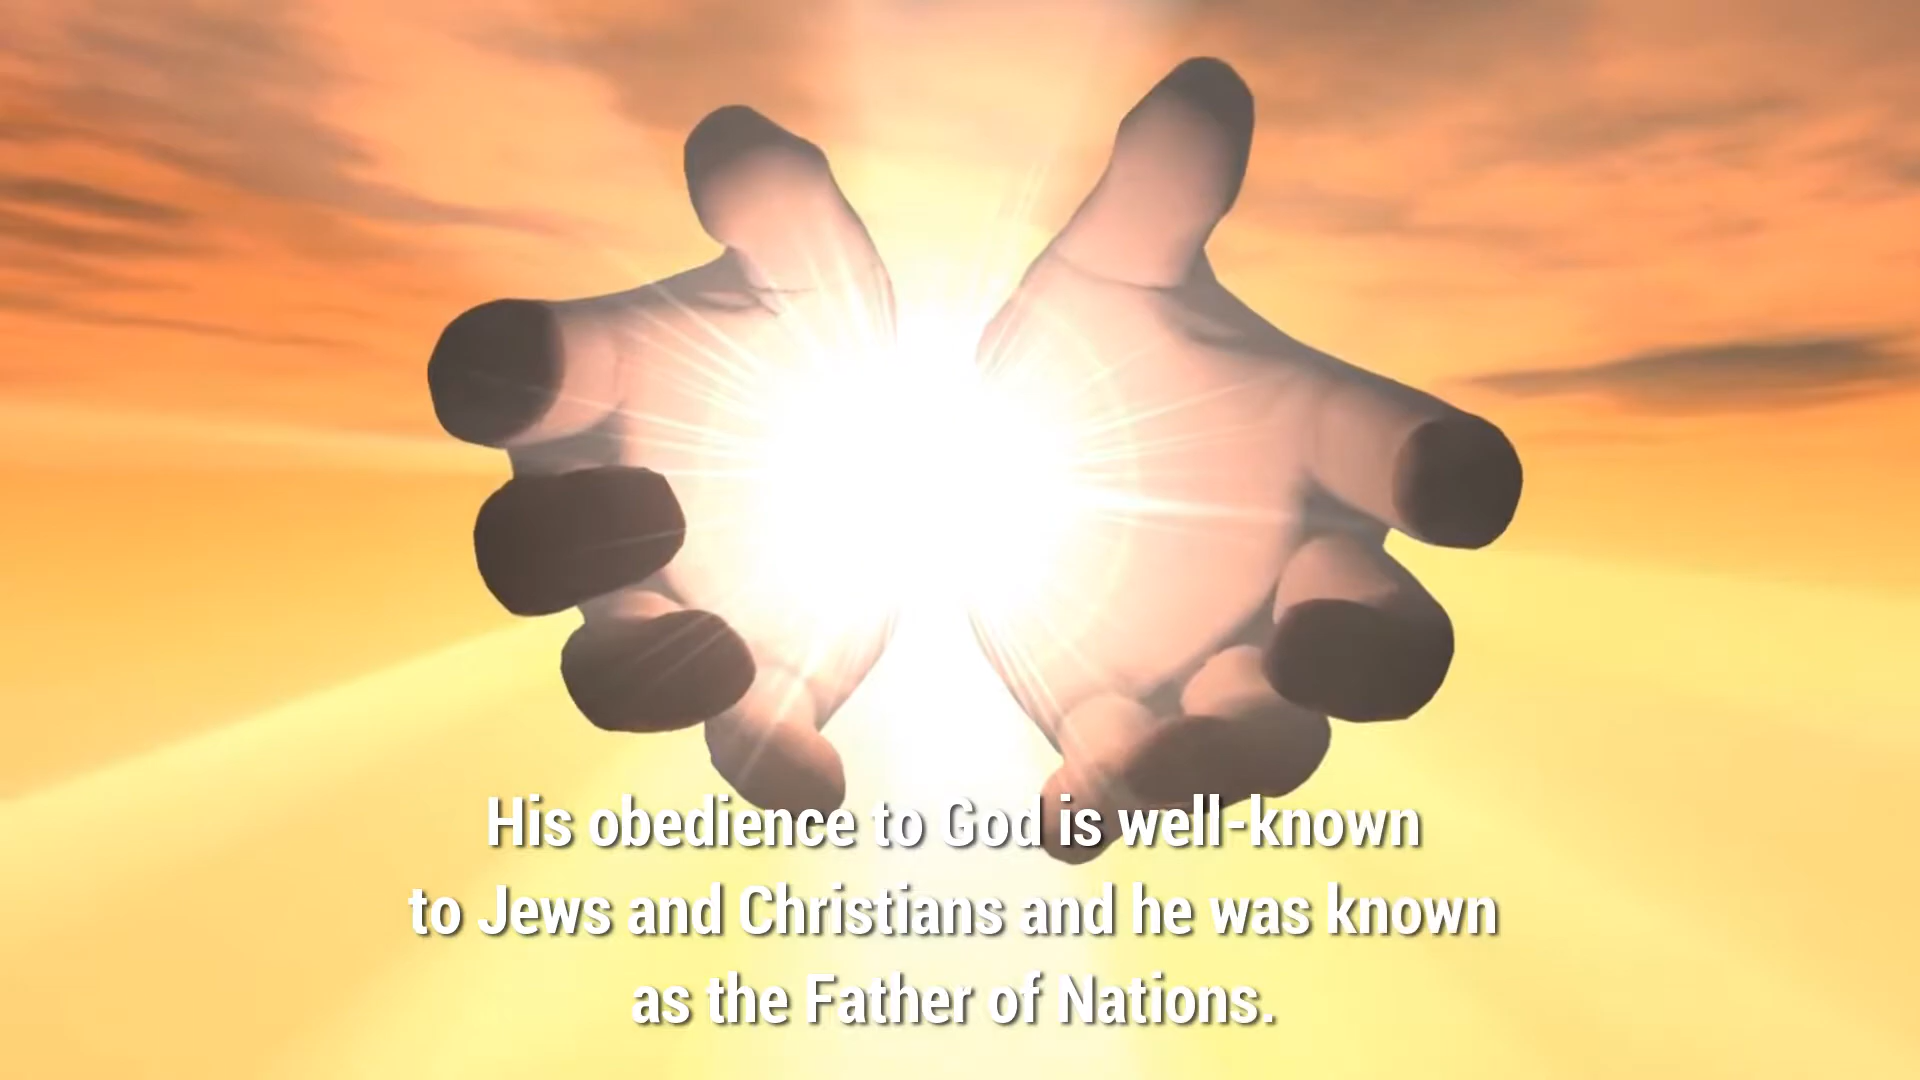 His obedience to God is well-known
to Jews and Christians and he was known
as the Father of Nations.